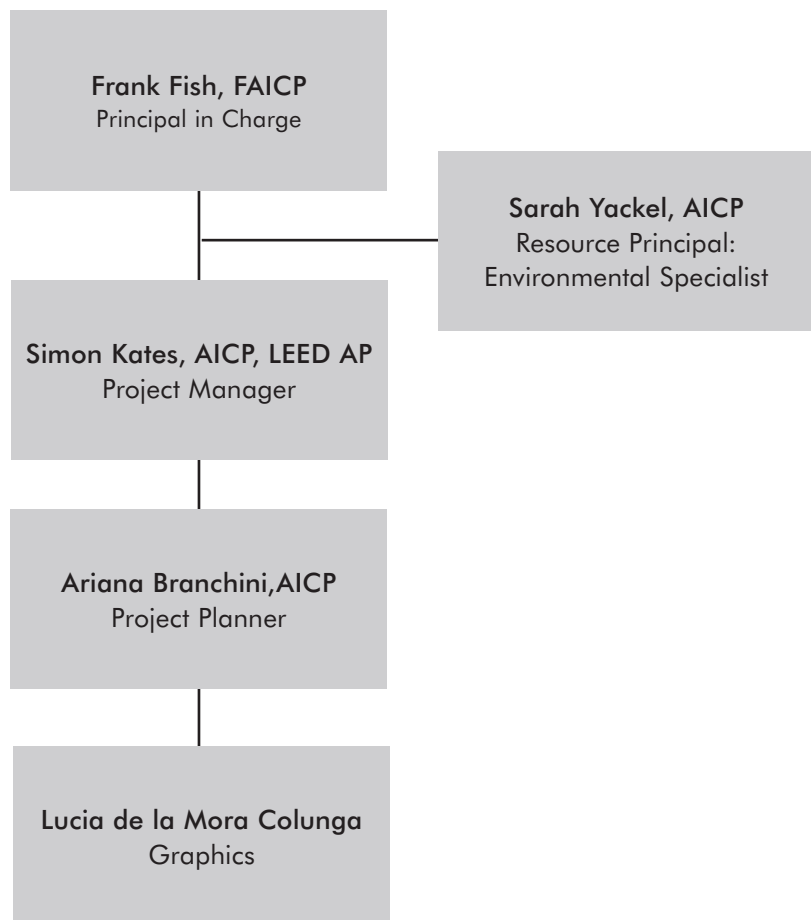 Frank Fish, FAICP
Principal in Charge
Sarah Yackel, AICP
Resource Principal:
Environmental Specialist
Simon Kates, AICP, LEED AP
Project Manager
Ariana Branchini,AICP
Project Planner
Lucia de la Mora Colunga
Graphics